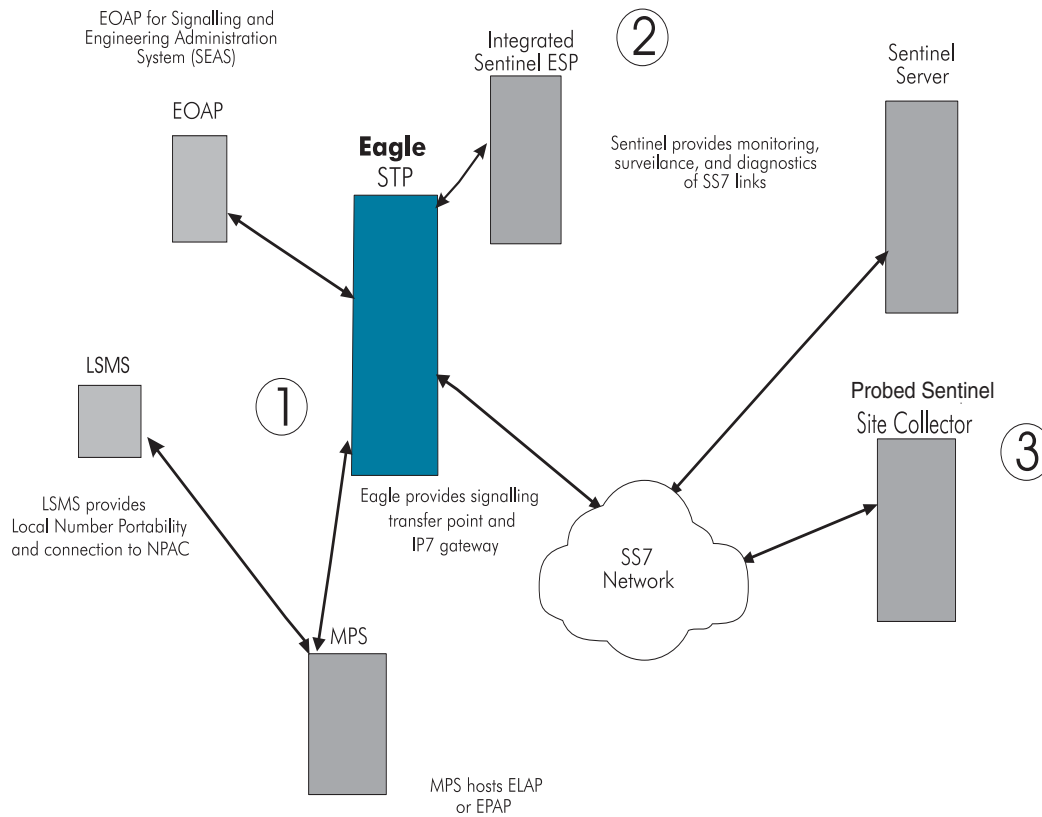 EOAP for Signalling and
Engineering Administration
System (SEAS)
Integrated
Sentinel ESP
2
Sentinel
Server
EOAP
Eagle
STP
Sentinel provides monitoring,
surveilance, and diagnostics
of SS7 links
LSMS
1
Probed Sentinel
Site Collector
3
LSMS provides
Local Number Portability
and connection to NPAC
Eagle provides signalling
transfer point and
IP7 gateway
SS7
Network
MPS
MPS hosts ELAP
or EPAP